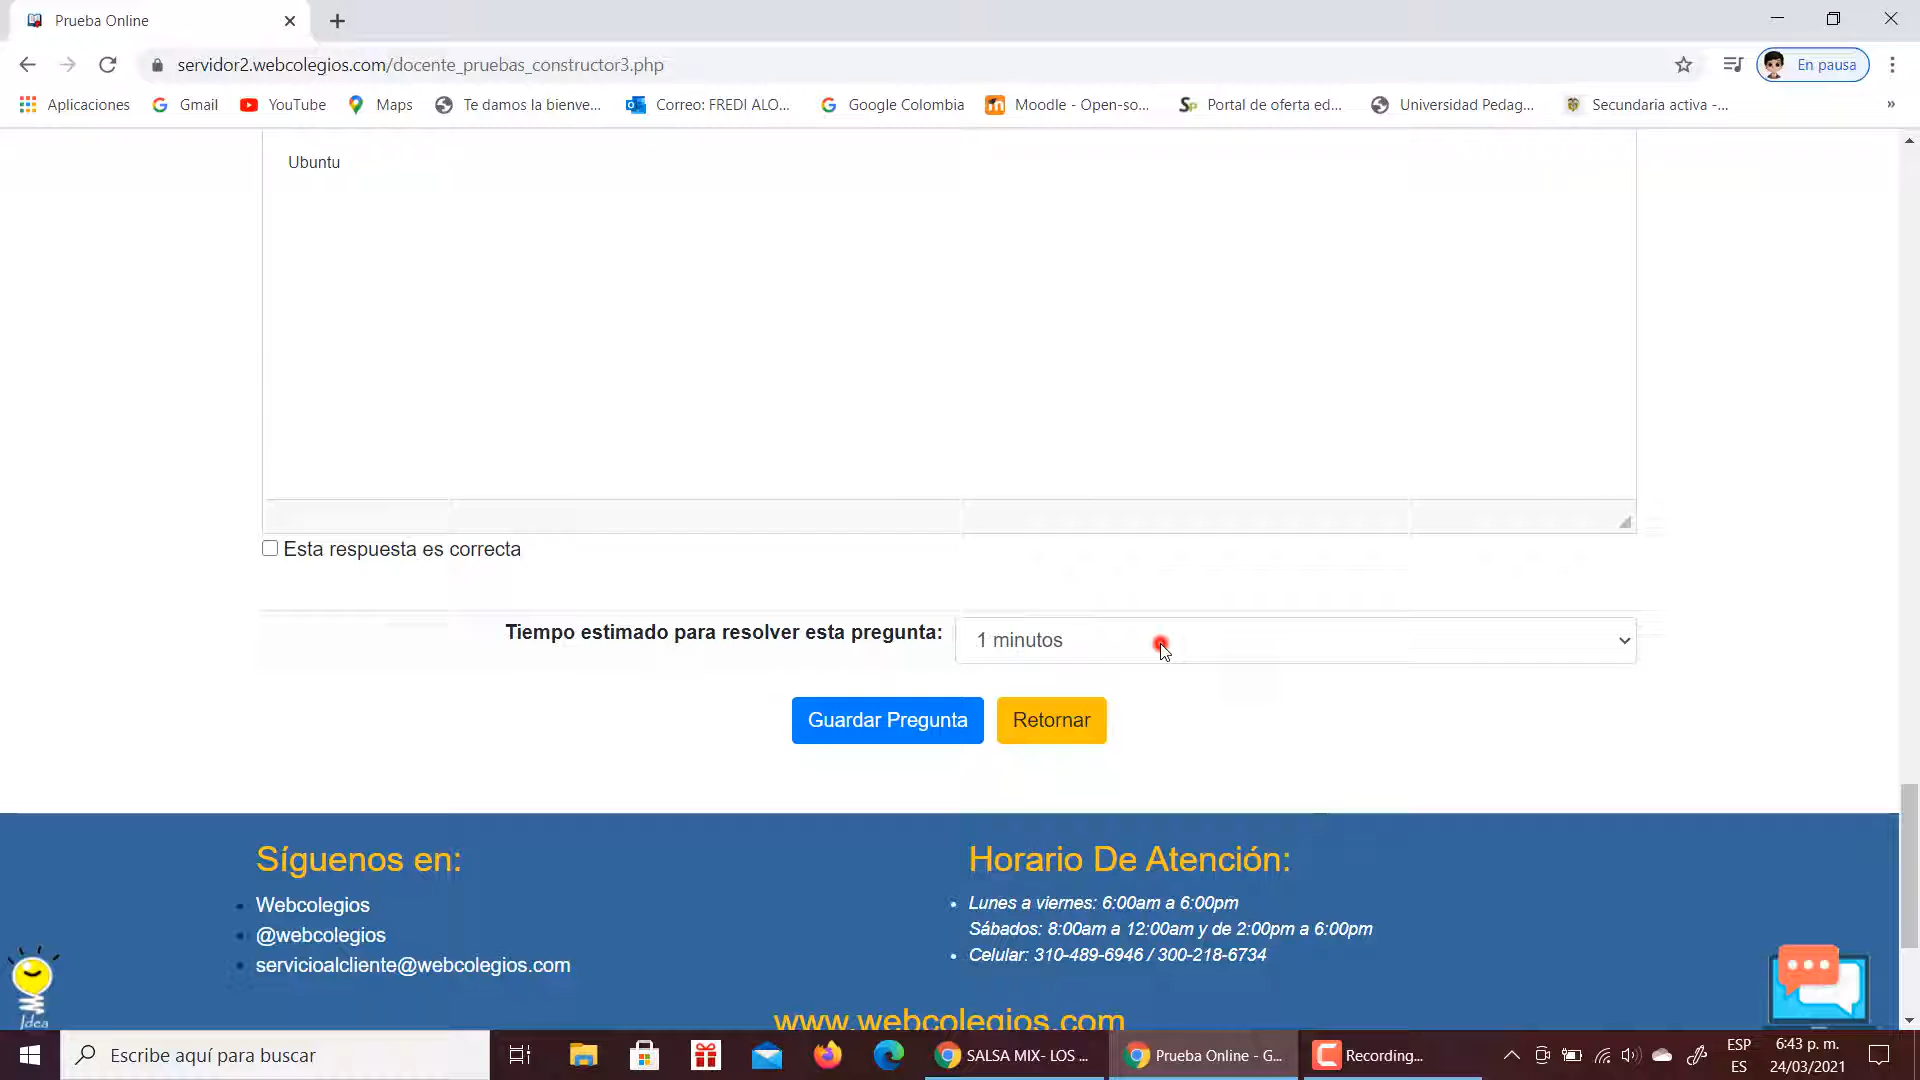 Prueba Online
servidor2.webcolegios.com/docente_pruebas_constructor3.php
En pausa
Aplicaciones
Gmail
YouTube
Maps
Te damos la bienve...
Correo: FREDI ALO...
Google Colombia
Moodle - Open-so...
Portal de oferta ed...
Universidad Pedag...
Secundaria activa -...
»
Ubuntu
Esta respuesta es correcta
Tiempo estimado para resolver esta pregunta:
1 minutos
Guardar Pregunta
Retornar
Síguenos en:
Webcolegios
@webcolegios
servicioalcliente@webcolegios.com
Horario De Atención:
Lunes a viernes: 6:00am a 6:00pm
Sábados: 8:00am a 12:00am y de 2:00pm a 6:00pm
Celular: 310-489-6946 / 300-218-6734
www.webcolegios.com
Idea
Escribe aquí para buscar
SALSA MIX- LOS ...
Prueba Online - G...
Recording...
ESP
ES
6:43 p. m.
24/03/2021